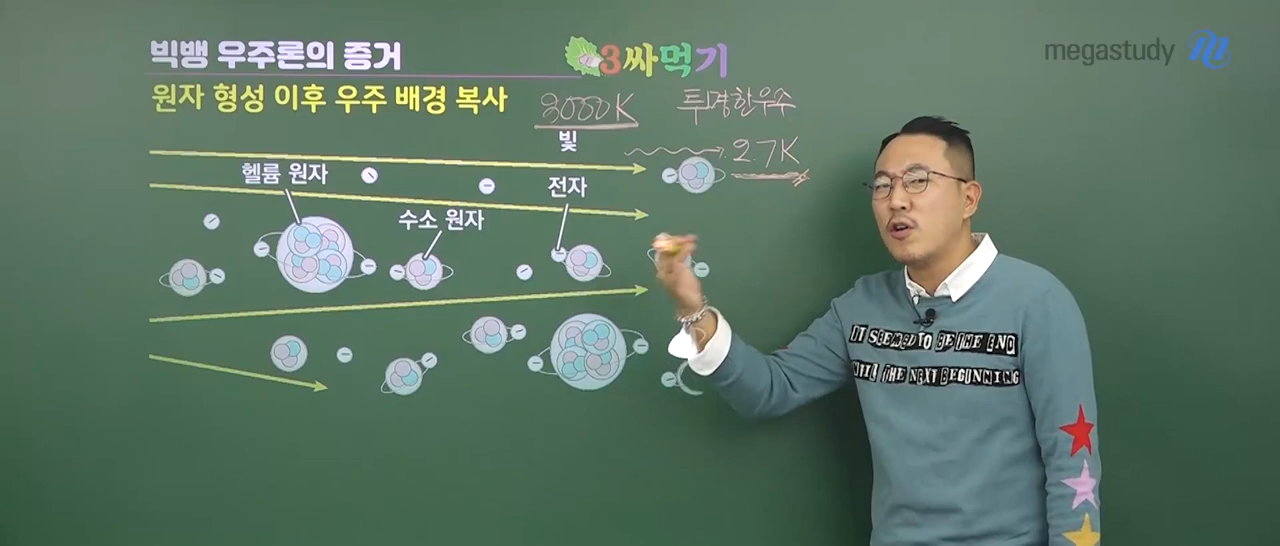 빅뱅 우주론의 증거
3싸먹기
megastudy
원자 형성 이후 우주 배경 복사
3000K
투명한우주
빛
2.7K
헬륨 원자
전자
수소 원자
IT SEEMED TO BE THE END
UNTIL THE NEXT BEGINNING